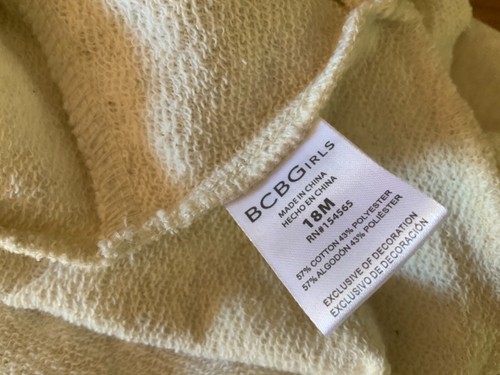 BCBGIRLS
MADE IN CHINA
HECHO EN CHINA
18M
RN#154565
57% COTTON 43% POLYESTER
57% ALGODÓN 43% POLIÉSTER
EXCLUSIVE OF DECORATION
EXCLUSIVO DE DECORACIÓN